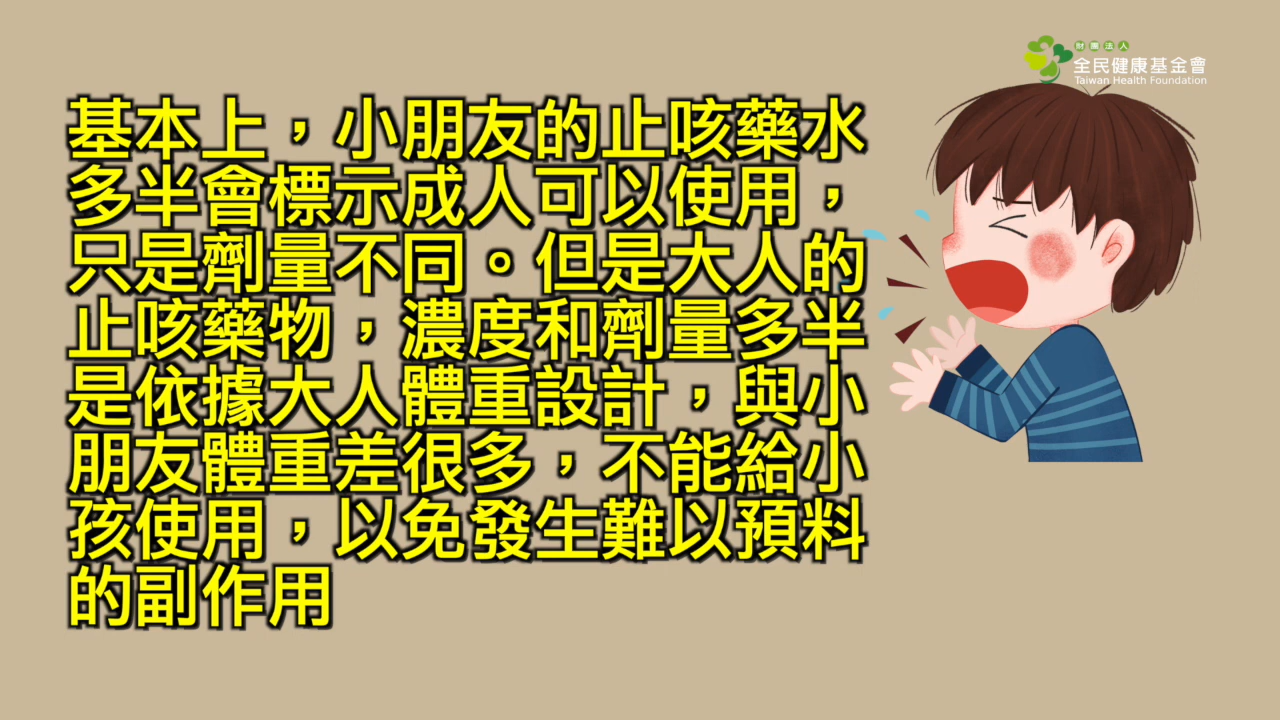 財團法人
全民健康基金會
Taiwan Health Foundation
基本上，小朋友的止咳藥水
多半會標示成人可以使用，
只是劑量不同。但是大人的
止咳藥物，濃度和劑量多半
是依據大人體重設計，與小
朋友體重差很多，不能給小
孩使用，以免發生難以預料
的副作用